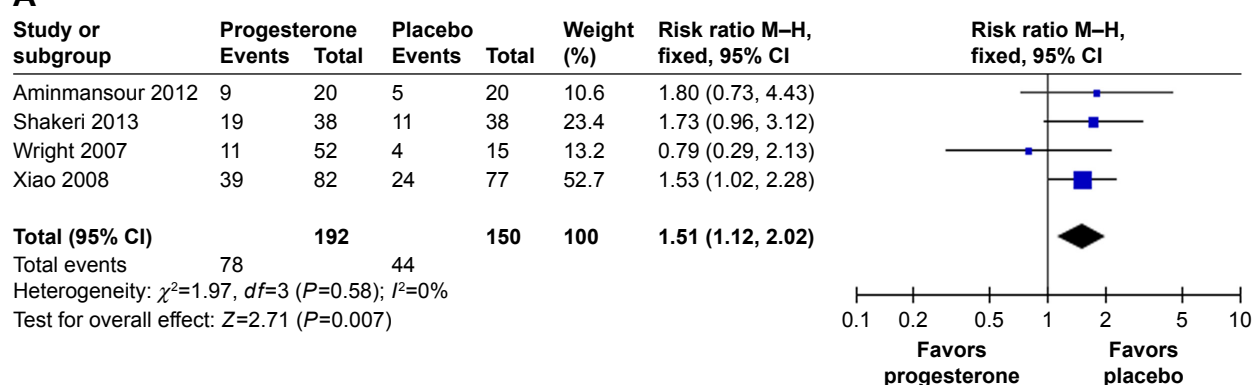 A
Study or Progesterone Placebo Weight Risk ratio M–H, Risk ratio M–H,
subgroup Events Total Events Total (%) fixed, 95% CI fixed, 95% CI
Aminmansour 2012 9 20 5 20 10.6 1.80 (0.73, 4.43)
Shakeri 2013 19 38 11 38 23.4 1.73 (0.96, 3.12)
Wright 2007 11 52 4 15 13.2 0.79 (0.29, 2.13)
Xiao 2008 39 82 24 77 52.7 1.53 (1.02, 2.28)
Total (95% CI) 192 150 100 1.51 (1.12, 2.02)
Total events 78 44
Heterogeneity: χ²=1.97, df=3 (P=0.58); I²=0%
Test for overall effect: Z=2.71 (P=0.007)
0.1 0.2 0.5 1 2 5 10
Favors Favors
progesterone placebo